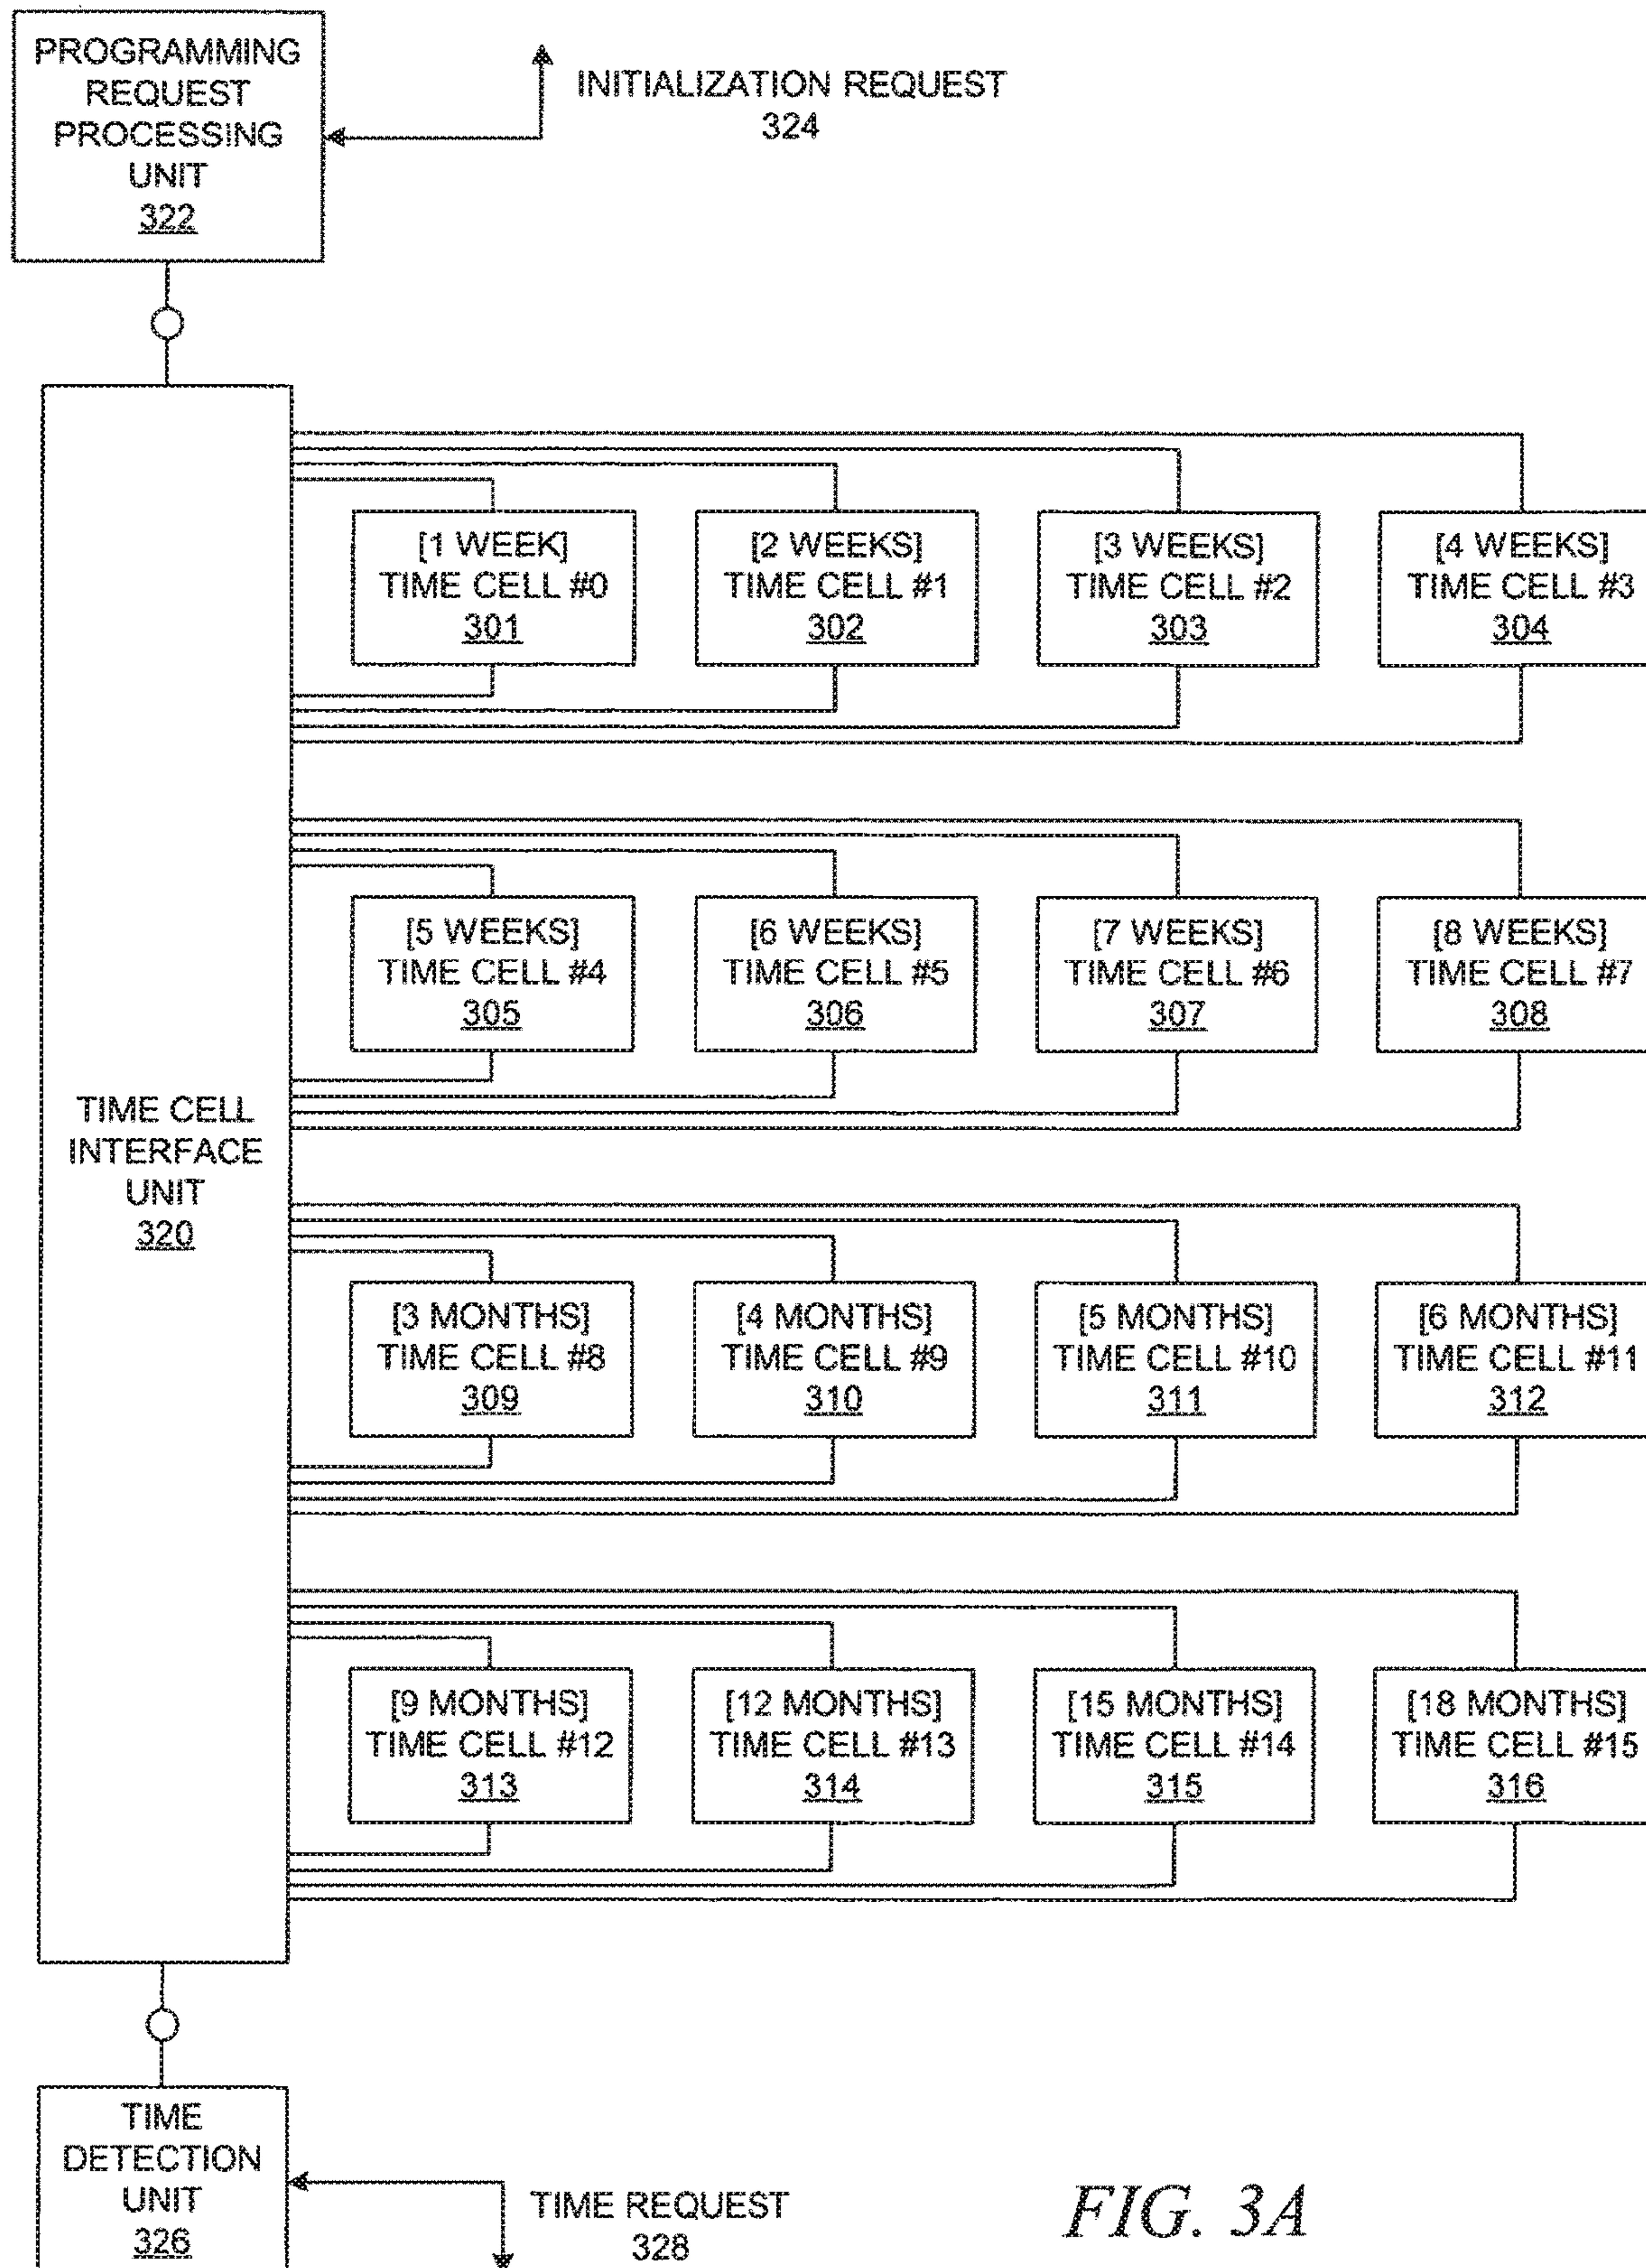 PROGRAMMING
REQUEST
PROCESSING
UNIT
322
INITIALIZATION REQUEST
324
[1 WEEK]
TIME CELL #0
301
[2 WEEKS]
TIME CELL #1
302
[3 WEEKS]
TIME CELL #2
303
[4 WEEKS]
TIME CELL #3
304
[5 WEEKS]
TIME CELL #4
305
[6 WEEKS]
TIME CELL #5
306
[7 WEEKS]
TIME CELL #6
307
[8 WEEKS]
TIME CELL #7
308
TIME CELL
INTERFACE
UNIT
320
[3 MONTHS]
TIME CELL #8
309
[4 MONTHS]
TIME CELL #9
310
[5 MONTHS]
TIME CELL #10
311
[6 MONTHS]
TIME CELL #11
312
[9 MONTHS]
TIME CELL #12
313
[12 MONTHS]
TIME CELL #13
314
[15 MONTHS]
TIME CELL #14
315
[18 MONTHS]
TIME CELL #15
316
TIME
DETECTION
UNIT
326
TIME REQUEST
328
FIG. 3A